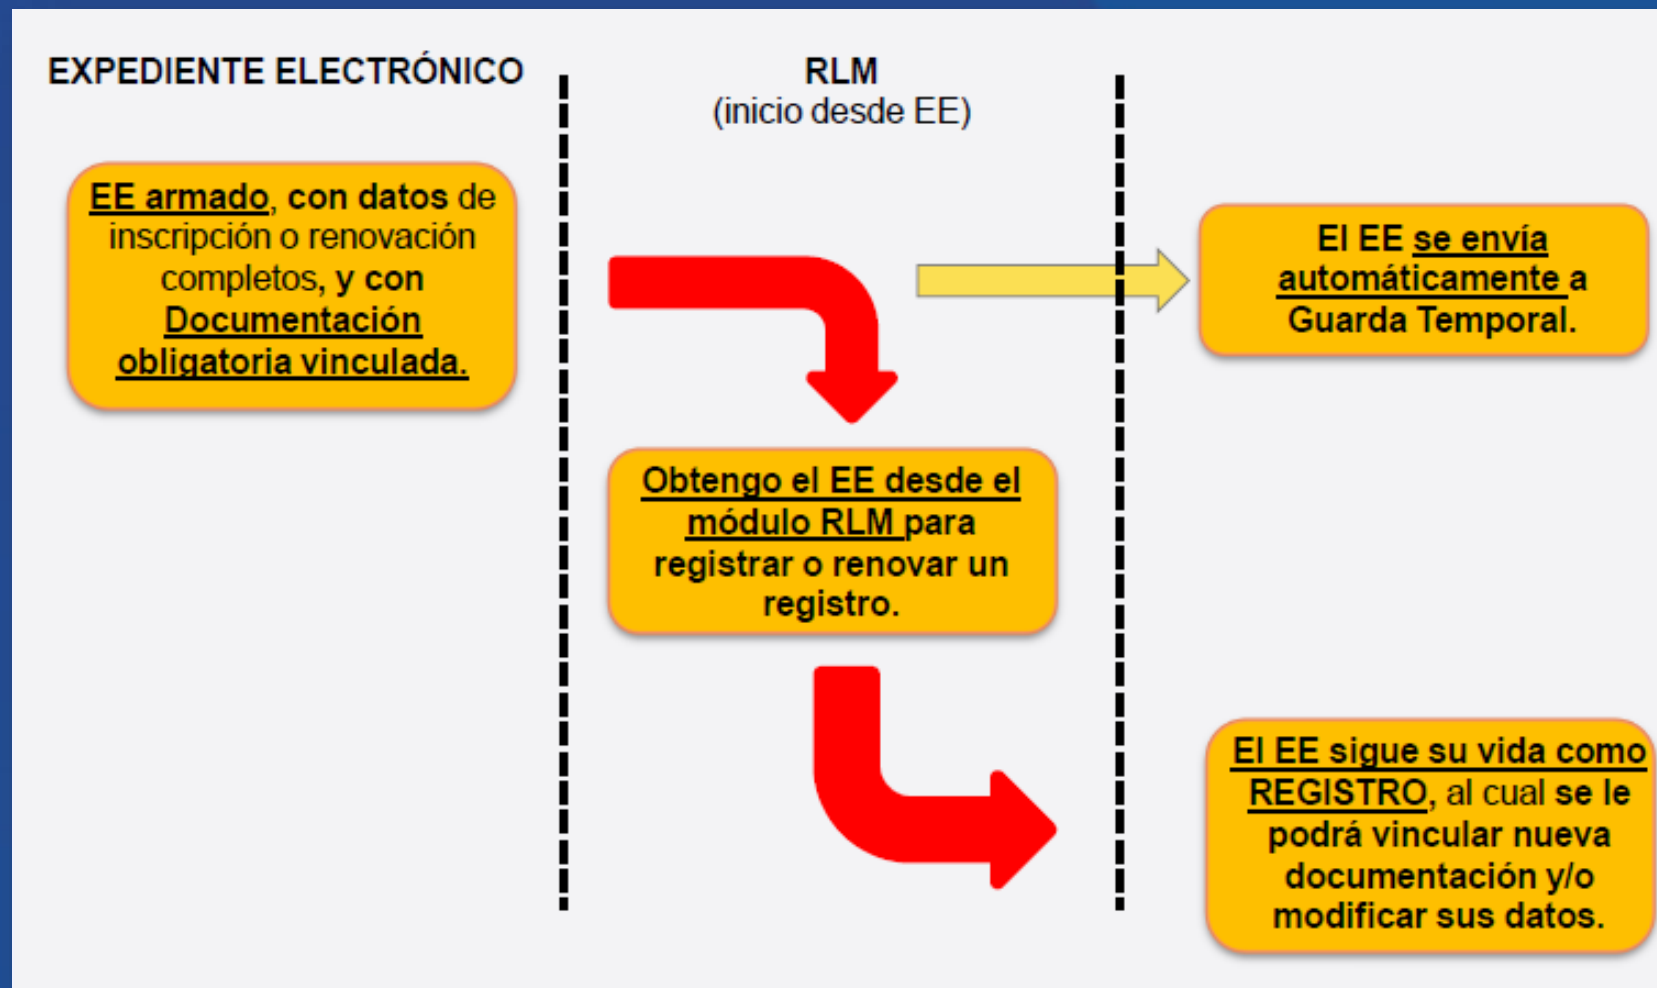 EXPEDIENTE ELECTRÓNICO
RLM
(inicio desde EE)
EE armado, con datos de
inscripción o renovación
completos, y con
Documentación
obligatoria vinculada.
El EE se envía
automáticamente a
Guarda Temporal.
Obtengo el EE desde el
módulo RLM para
registrar o renovar un
registro.
El EE sigue su vida como
REGISTRO, al cual se le
podrá vincular nueva
documentación y/o
modificar sus datos.